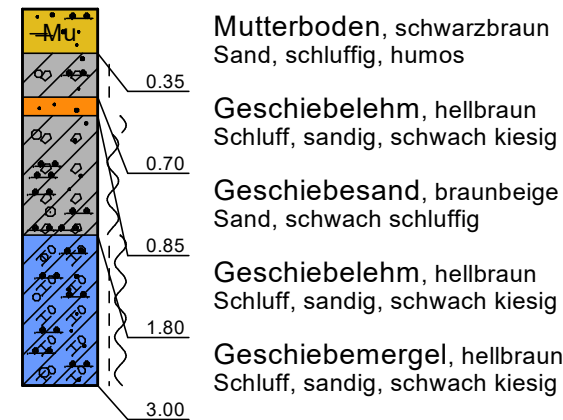 Mu
Mutterboden, schwarzbraun
Sand, schluffig, humos
0.35
Geschiebelehm, hellbraun
Schluff, sandig, schwach kiesig
0.70
Geschiebesand, braunbeige
Sand, schwach schluffig
0.85
Geschiebelehm, hellbraun
Schluff, sandig, schwach kiesig
1.80
Geschiebemergel, hellbraun
Schluff, sandig, schwach kiesig
3.00